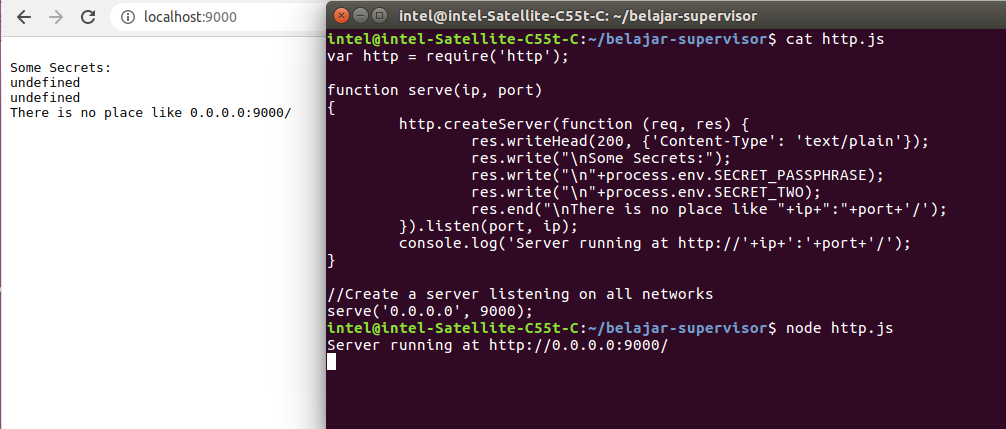 localhost:9000
Some Secrets:
undefined
undefined
There is no place like 0.0.0.0:9000/
intel@intel-Satellite-C55t-C: ~/belajar-supervisor
intel@intel-Satellite-C55t-C:~/belajar-supervisor$ cat http.js
var http = require('http');
function serve(ip, port)
{
        http.createServer(function (req, res) {
                res.writeHead(200, {'Content-Type': 'text/plain'});
                res.write("\nSome Secrets:");
                res.write("\n"+process.env.SECRET_PASSPHRASE);
                res.write("\n"+process.env.SECRET_TWO);
                res.end("\nThere is no place like "+ip+":"+port+'/');
        }).listen(port, ip);
        console.log('Server running at http://'+ip+':'+port+'/');
}
//Create a server listening on all networks
serve('0.0.0.0', 9000);
intel@intel-Satellite-C55t-C:~/belajar-supervisor$ node http.js
Server running at http://0.0.0.0:9000/